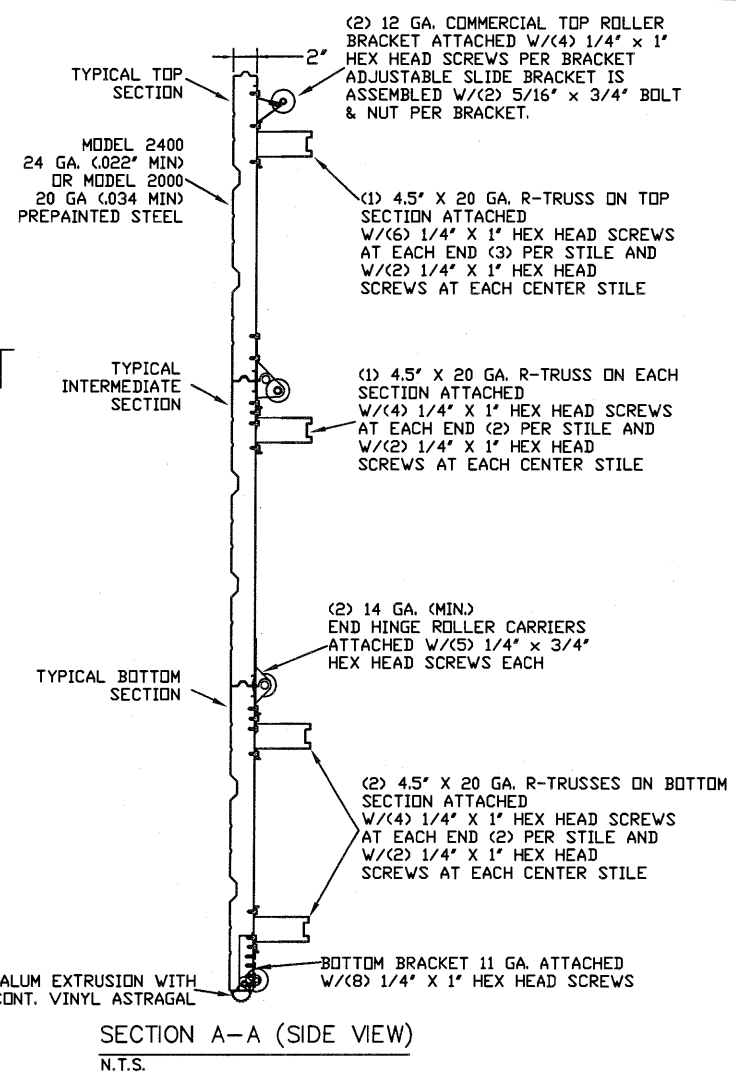 (2) 12 GA. COMMERCIAL TOP ROLLER
BRACKET ATTACHED W/(4) 1/4" x 1"
HEX HEAD SCREWS PER BRACKET
ADJUSTABLE SLIDE BRACKET IS
ASSEMBLED W/(2) 5/16" x 3/4" BOLT
& NUT PER BRACKET.
2"
TYPICAL TOP
SECTION
MODEL 2400
24 GA. (.022" MIN)
OR MODEL 2000
20 GA (.034 MIN)
PREPAINTED STEEL
(1) 4.5" X 20 GA. R-TRUSS ON TOP
SECTION ATTACHED
W/(6) 1/4" X 1" HEX HEAD SCREWS
AT EACH END (3) PER STILE AND
W/(2) 1/4" X 1" HEX HEAD
SCREWS AT EACH CENTER STILE
TYPICAL
INTERMEDIATE
SECTION
(1) 4.5" X 20 GA. R-TRUSS ON EACH
SECTION ATTACHED
W/(4) 1/4" X 1" HEX HEAD SCREWS
AT EACH END (2) PER STILE AND
W/(2) 1/4" X 1" HEX HEAD
SCREWS AT EACH CENTER STILE
(2) 14 GA. (MIN.)
END HINGE ROLLER CARRIERS
ATTACHED W/(5) 1/4" x 3/4"
HEX HEAD SCREWS EACH
TYPICAL BOTTOM
SECTION
(2) 4.5" X 20 GA. R-TRUSSES ON BOTTOM
SECTION ATTACHED
W/(4) 1/4" X 1" HEX HEAD SCREWS
AT EACH END (2) PER STILE AND
W/(2) 1/4" X 1" HEX HEAD
SCREWS AT EACH CENTER STILE
BOTTOM BRACKET 11 GA. ATTACHED
W/(8) 1/4" X 1" HEX HEAD SCREWS
ALUM EXTRUSION WITH
CONT. VINYL ASTRAGAL
SECTION A-A (SIDE VIEW)
N.T.S.